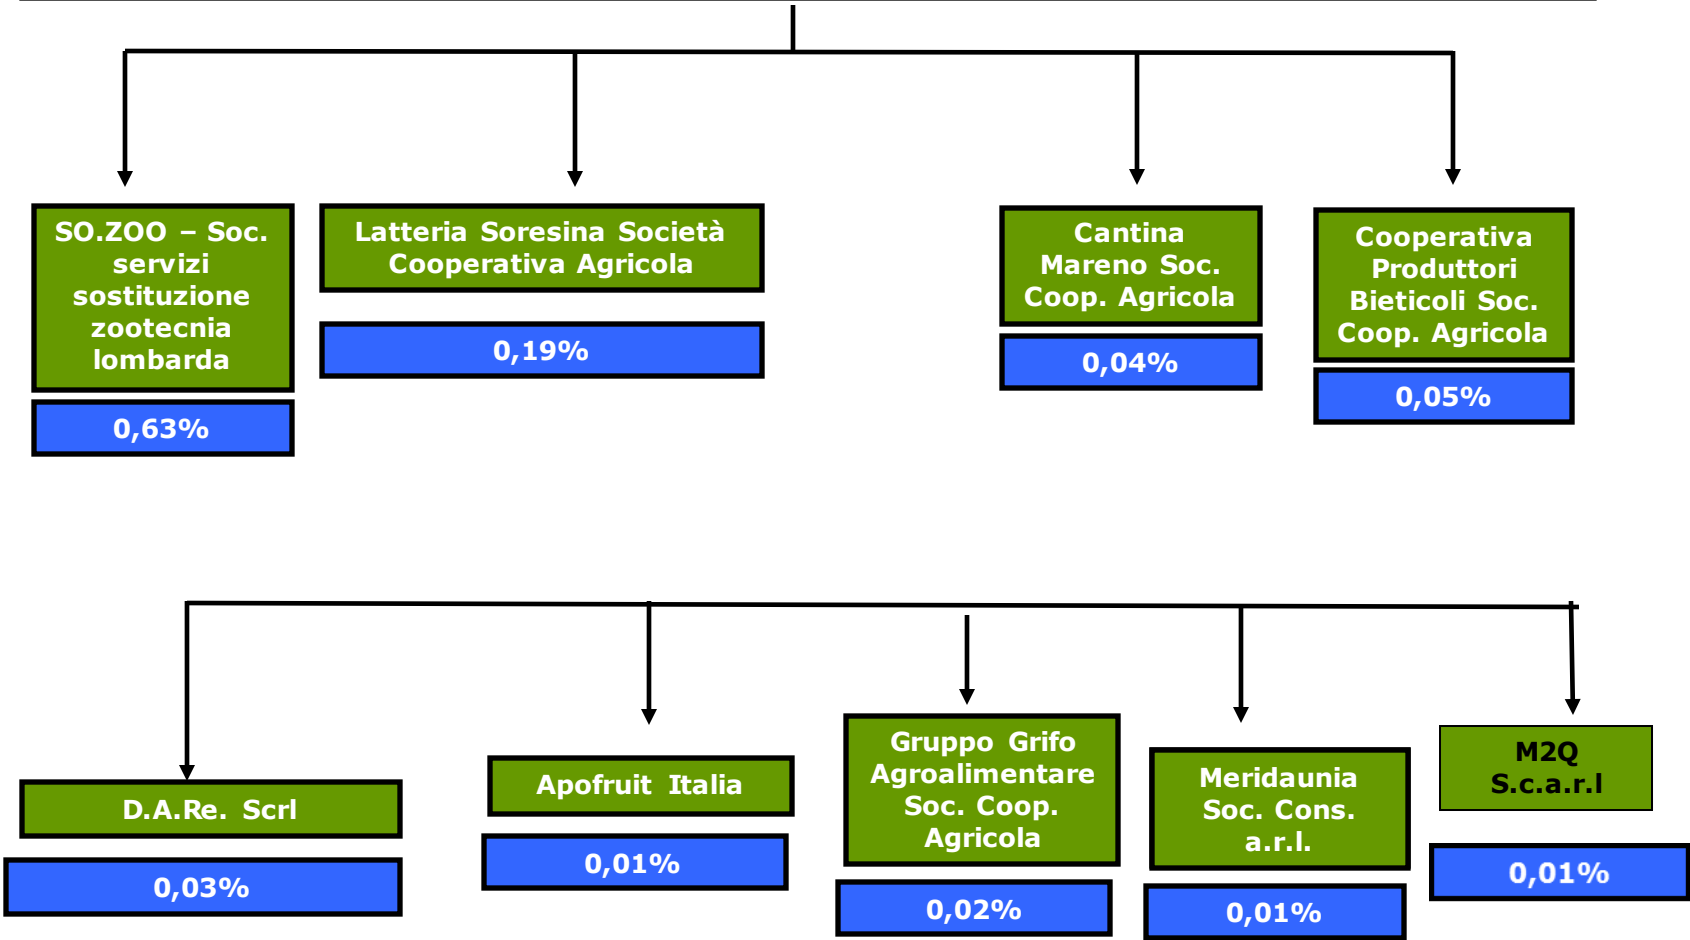 SO.ZOO – Soc.
servizi
sostituzione
zootecnia
lombarda
0,63%
Latteria Soresina Società
Cooperativa Agricola
0,19%
Cantina
Mareno Soc.
Coop. Agricola
0,04%
Cooperativa
Produttori
Bieticoli Soc.
Coop. Agricola
0,05%
D.A.Re. Scrl
0,03%
Apofruit Italia
0,01%
Gruppo Grifo
Agroalimentare
Soc. Coop.
Agricola
0,02%
Meridaunia
Soc. Cons.
a.r.l.
0,01%
M2Q
S.c.a.r.l
0,01%